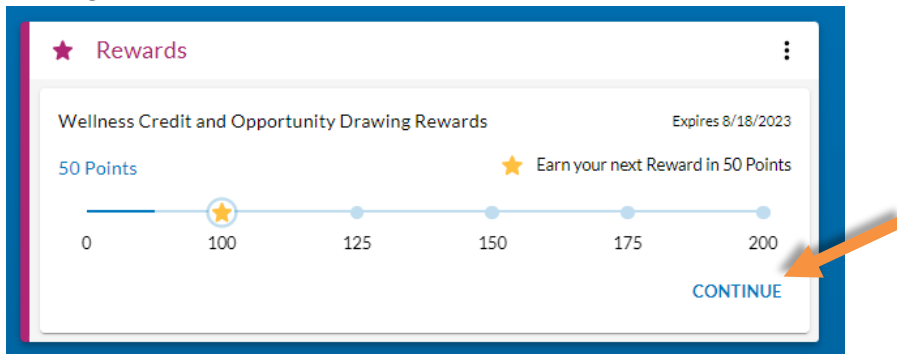 Rewards
Wellness Credit and Opportunity Drawing Rewards Expires 8/18/2023
50 Points Earn your next Reward in 50 Points
0 100 125 150 175 200
CONTINUE